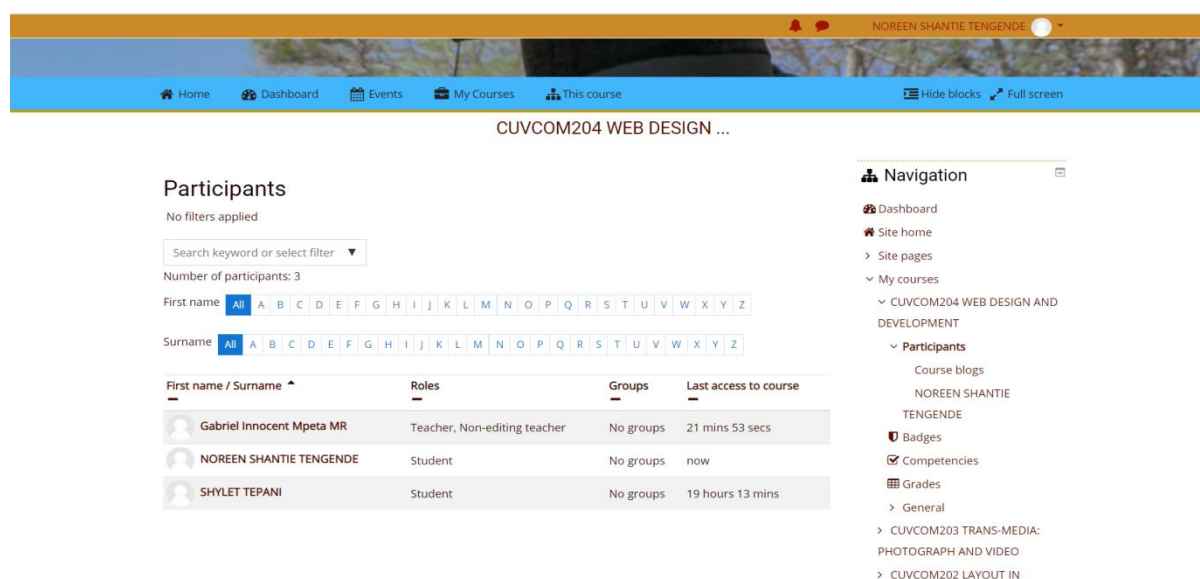 NOREEN SHANTIE TENGENDE
Home Dashboard Events My Courses This course Hide blocks Full screen
CUVCOM204 WEB DESIGN ...
Participants
No filters applied
Search keyword or select filter ▼
Number of participants: 3
First name All A B C D E F G H I J K L M N O P Q R S T U V W X Y Z
Surname All A B C D E F G H I J K L M N O P Q R S T U V W X Y Z
First name / Surname Roles Groups Last access to course
Gabriel Innocent Mpeta MR Teacher, Non-editing teacher No groups 21 mins 53 secs
NOREEN SHANTIE TENGENDE Student No groups now
SHYLET TEPANI Student No groups 19 hours 13 mins
Navigation
Dashboard
Site home
Site pages
My courses
CUVCOM204 WEB DESIGN AND
DEVELOPMENT
Participants
Course blogs
NOREEN SHANTIE
TENGENDE
Badges
Competencies
Grades
General
CUVCOM203 TRANS-MEDIA:
PHOTOGRAPH AND VIDEO
CUVCOM202 LAYOUT IN